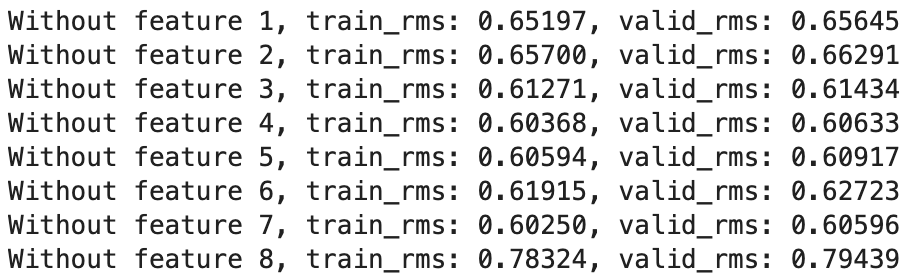 Without feature 1, train_rms: 0.65197, valid_rms: 0.65645
Without feature 2, train_rms: 0.65700, valid_rms: 0.66291
Without feature 3, train_rms: 0.61271, valid_rms: 0.61434
Without feature 4, train_rms: 0.60368, valid_rms: 0.60633
Without feature 5, train_rms: 0.60594, valid_rms: 0.60917
Without feature 6, train_rms: 0.61915, valid_rms: 0.62723
Without feature 7, train_rms: 0.60250, valid_rms: 0.60596
Without feature 8, train_rms: 0.78324, valid_rms: 0.79439